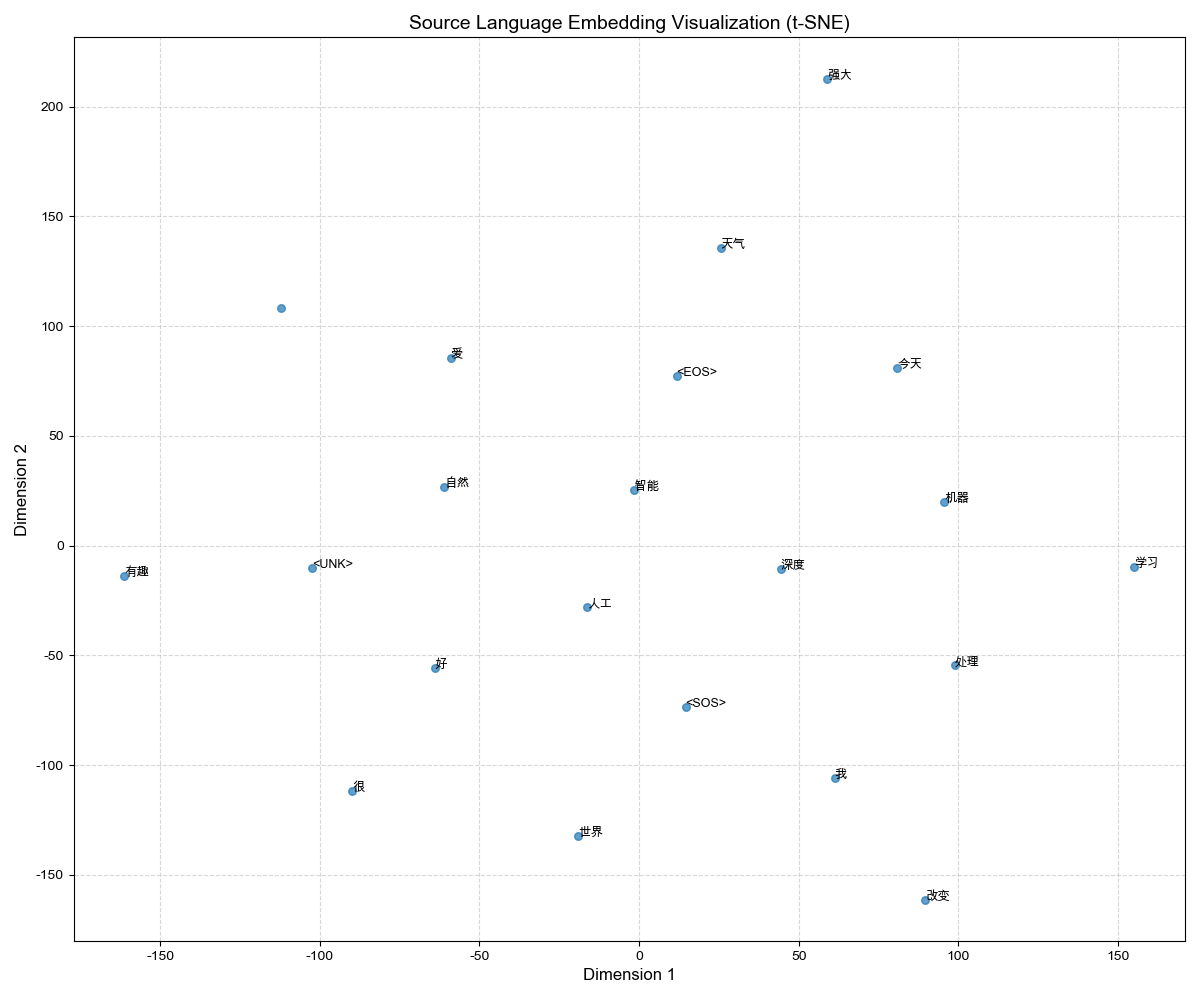 Source Language Embedding Visualization (t-SNE)
强大
200
150
天气
100
爱
<EOS>
今天
50
自然
智能
机器
Dimension 2
0
有趣
<UNK>
深度
学习
人工
-50
好
处理
<SOS>
-100
很
我
世界
-150
改变
-150
-100
-50
0
50
100
150
Dimension 1